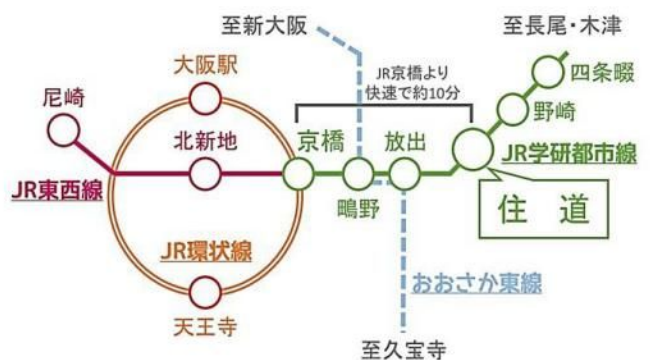 至新大阪
至長尾・木津
大阪駅
JR京橋より
快速で約10分
四条畷
尼崎
野崎
北新地
京橋
放出
JR学研都市線
JR東西線
鴫野
住道
JR環状線
おおさか東線
天王寺
至久宝寺